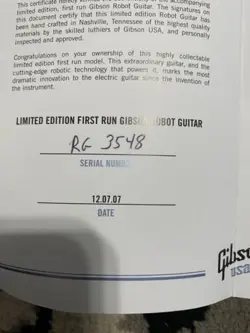 This certificate hereby
accompanying
limited edition, first run Gibson Robot Guitar. The signatures on
this document certify that this limited edition Robot Guitar has
been hand crafted in Nashville, Tennessee of the highest quality
materials by the skilled luthiers of Gibson USA, and personally
inspected and approved.
Congratulations on your ownership of this highly collectable
limited edition first run model. This extraordinary guitar, and the
cutting-edge robotic technology that powers it, marks the most
dramatic innovation to the electric guitar since the invention of
the instrument.
LIMITED EDITION FIRST RUN GIBSON ROBOT GUITAR
RG 3548
SERIAL NUMBER
12.07.07
DATE
Gibson
USA